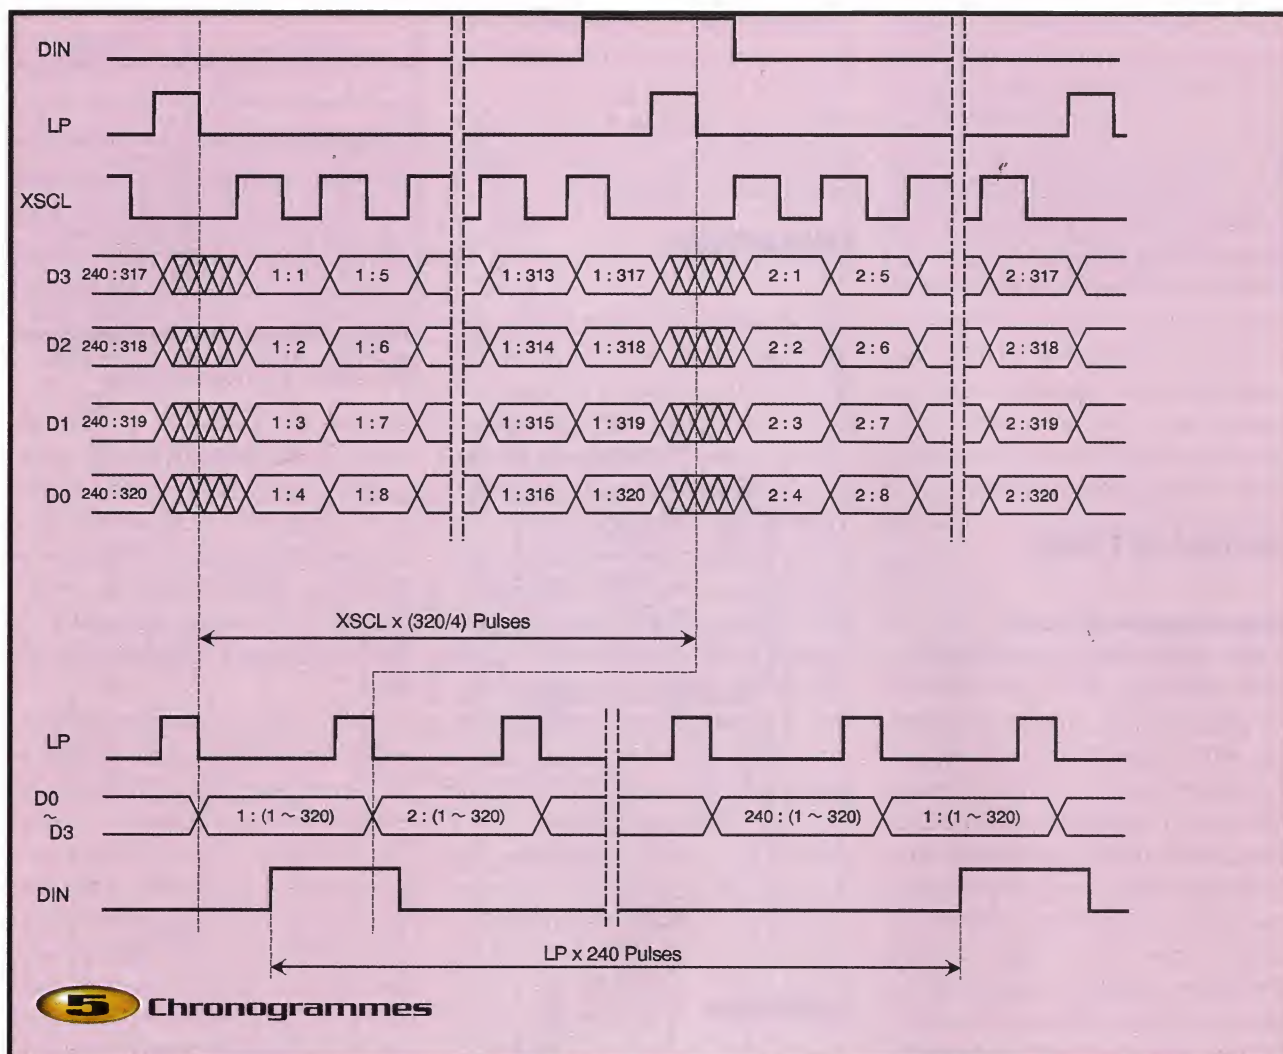 DIN
LP
XSCL
D3 240:317 1:1 1:5 1:313 1:317 2:1 2:5 2:317
D2 240:318 1:2 1:6 1:314 1:318 2:2 2:6 2:318
D1 240:319 1:3 1:7 1:315 1:319 2:3 2:7 2:319
D0 240:320 1:4 1:8 1:316 1:320 2:4 2:8 2:320
XSCL x (320/4) Pulses
LP
D0
~
D3
1 : (1 ~ 320) 2 : (1 ~ 320) 240 : (1 ~ 320) 1 : (1 ~ 320)
DIN
LP x 240 Pulses
5 Chronogrammes